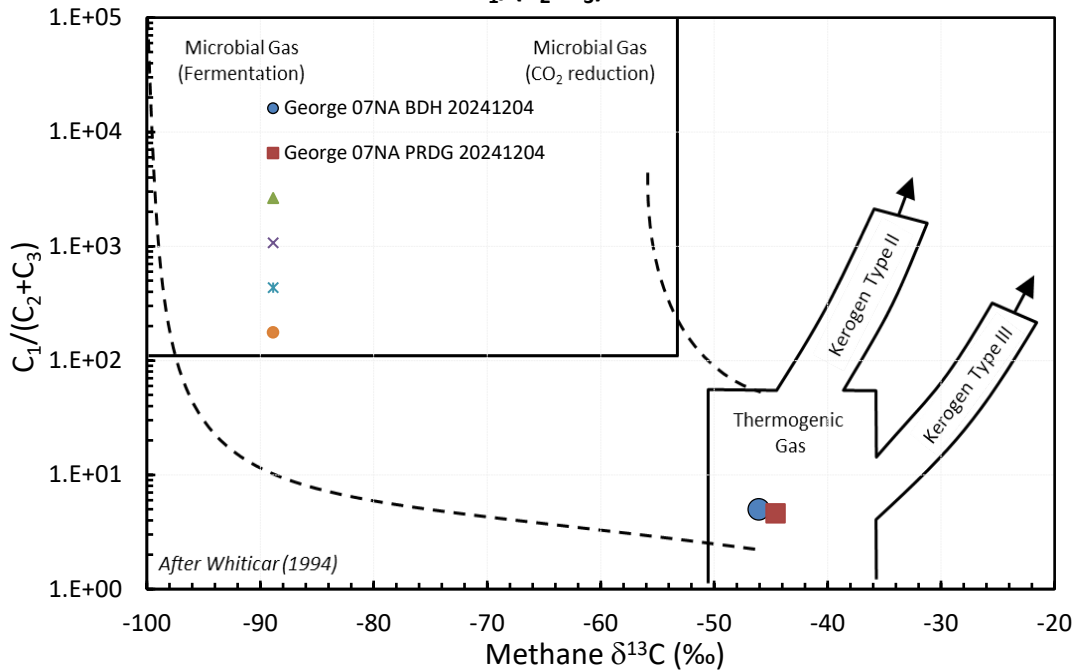 1.E+05
1.E+04
1.E+03
1.E+02
1.E+01
1.E+00
C₁/(C₂+C₃)
Microbial Gas
(Fermentation)
Microbial Gas
(CO₂ reduction)
George 07NA BDH 20241204
George 07NA PRDG 20241204
Kerogen Type II
Kerogen Type III
Thermogenic
Gas
After Whiticar (1994)
-100 -90 -80 -70 -60 -50 -40 -30 -20
Methane δ¹³C (‰)